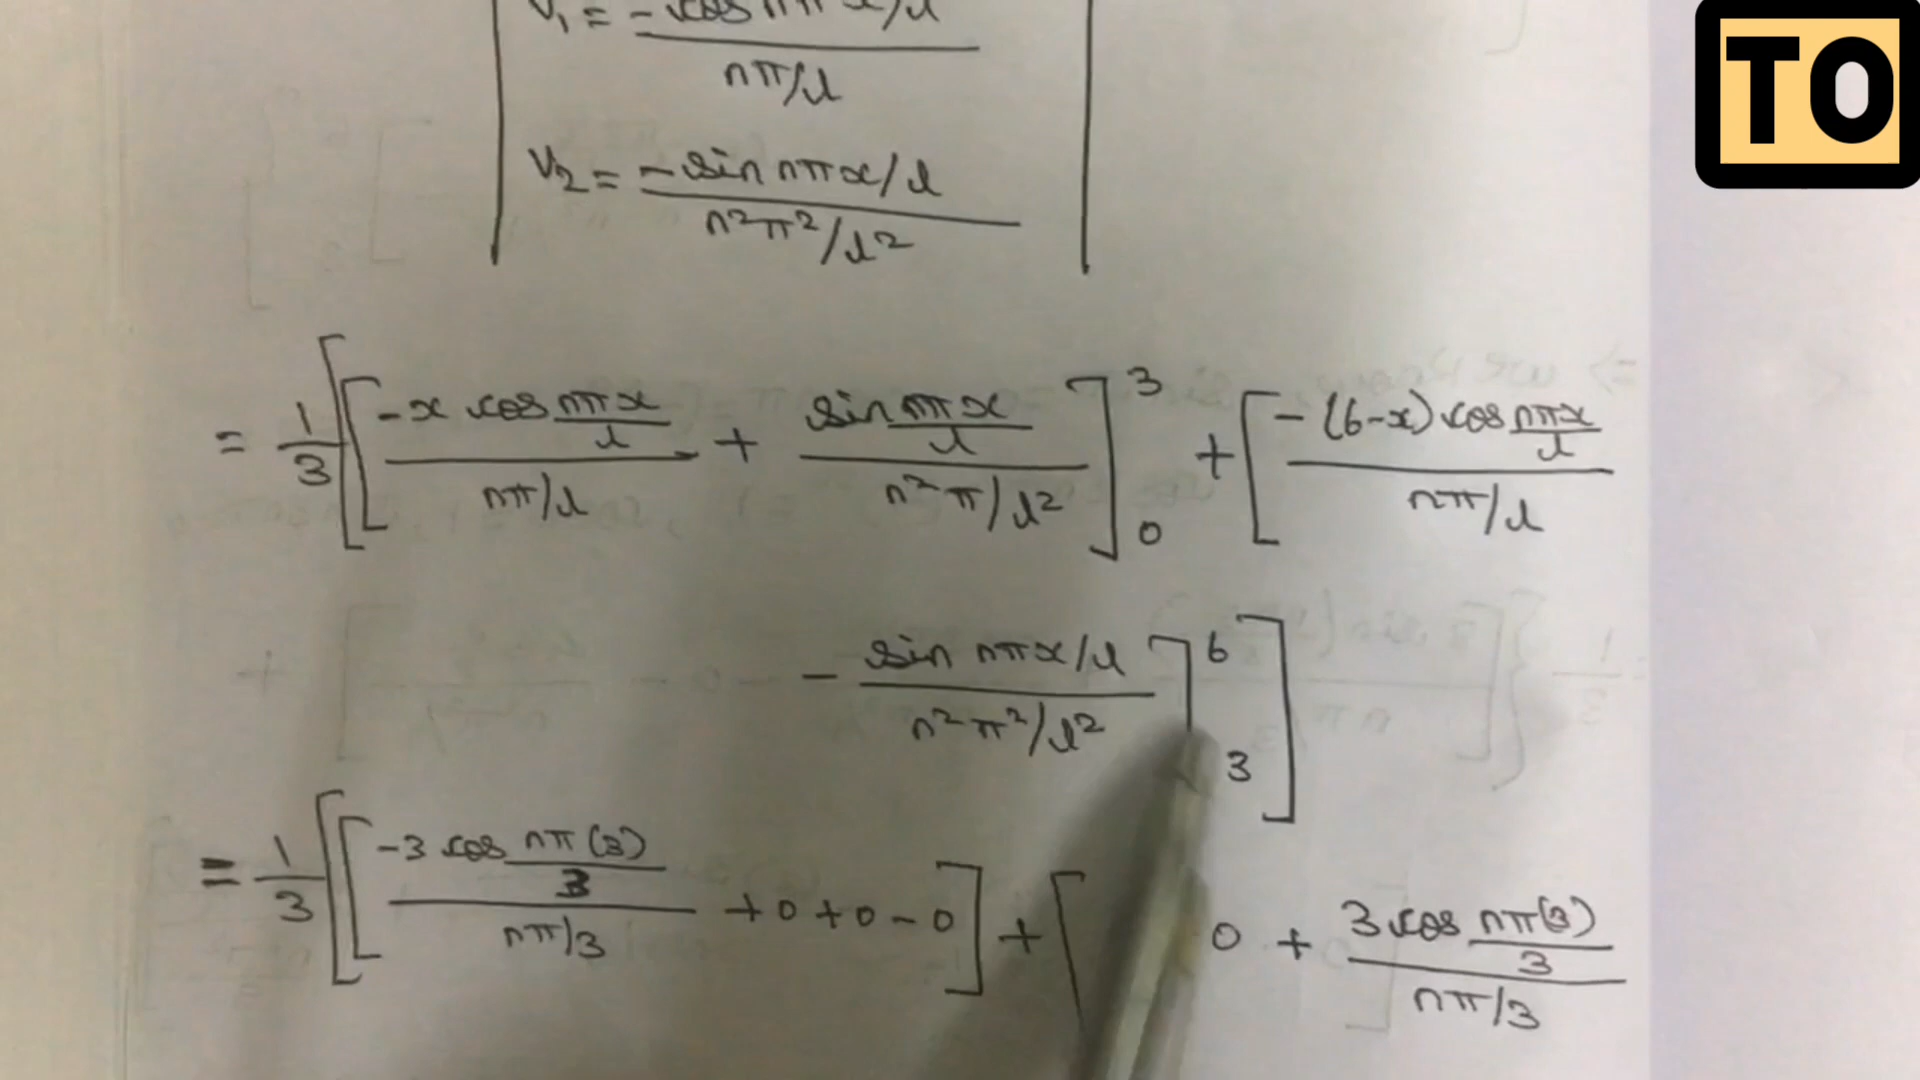 TO
V₁ = -cos nπx/l
nπ/l
V₂ = -sin nπx/l
n²π²/l²
= 1/3 [[ (-x cos nπx/l)/(nπ/l) + (sin nπx/l)/(n²π/l²) ]₀³ + [ (-(6-x) cos nπx/l)/(nπ/l)
- (sin nπx/l)/(n²π²/l²) ]₃⁶ ]
= 1/3 [[ (-3 cos nπ(3)/3)/(nπ/3) + 0 + 0 - 0 ] + [ 0 + (3 cos nπ(3)/3)/(nπ/3)